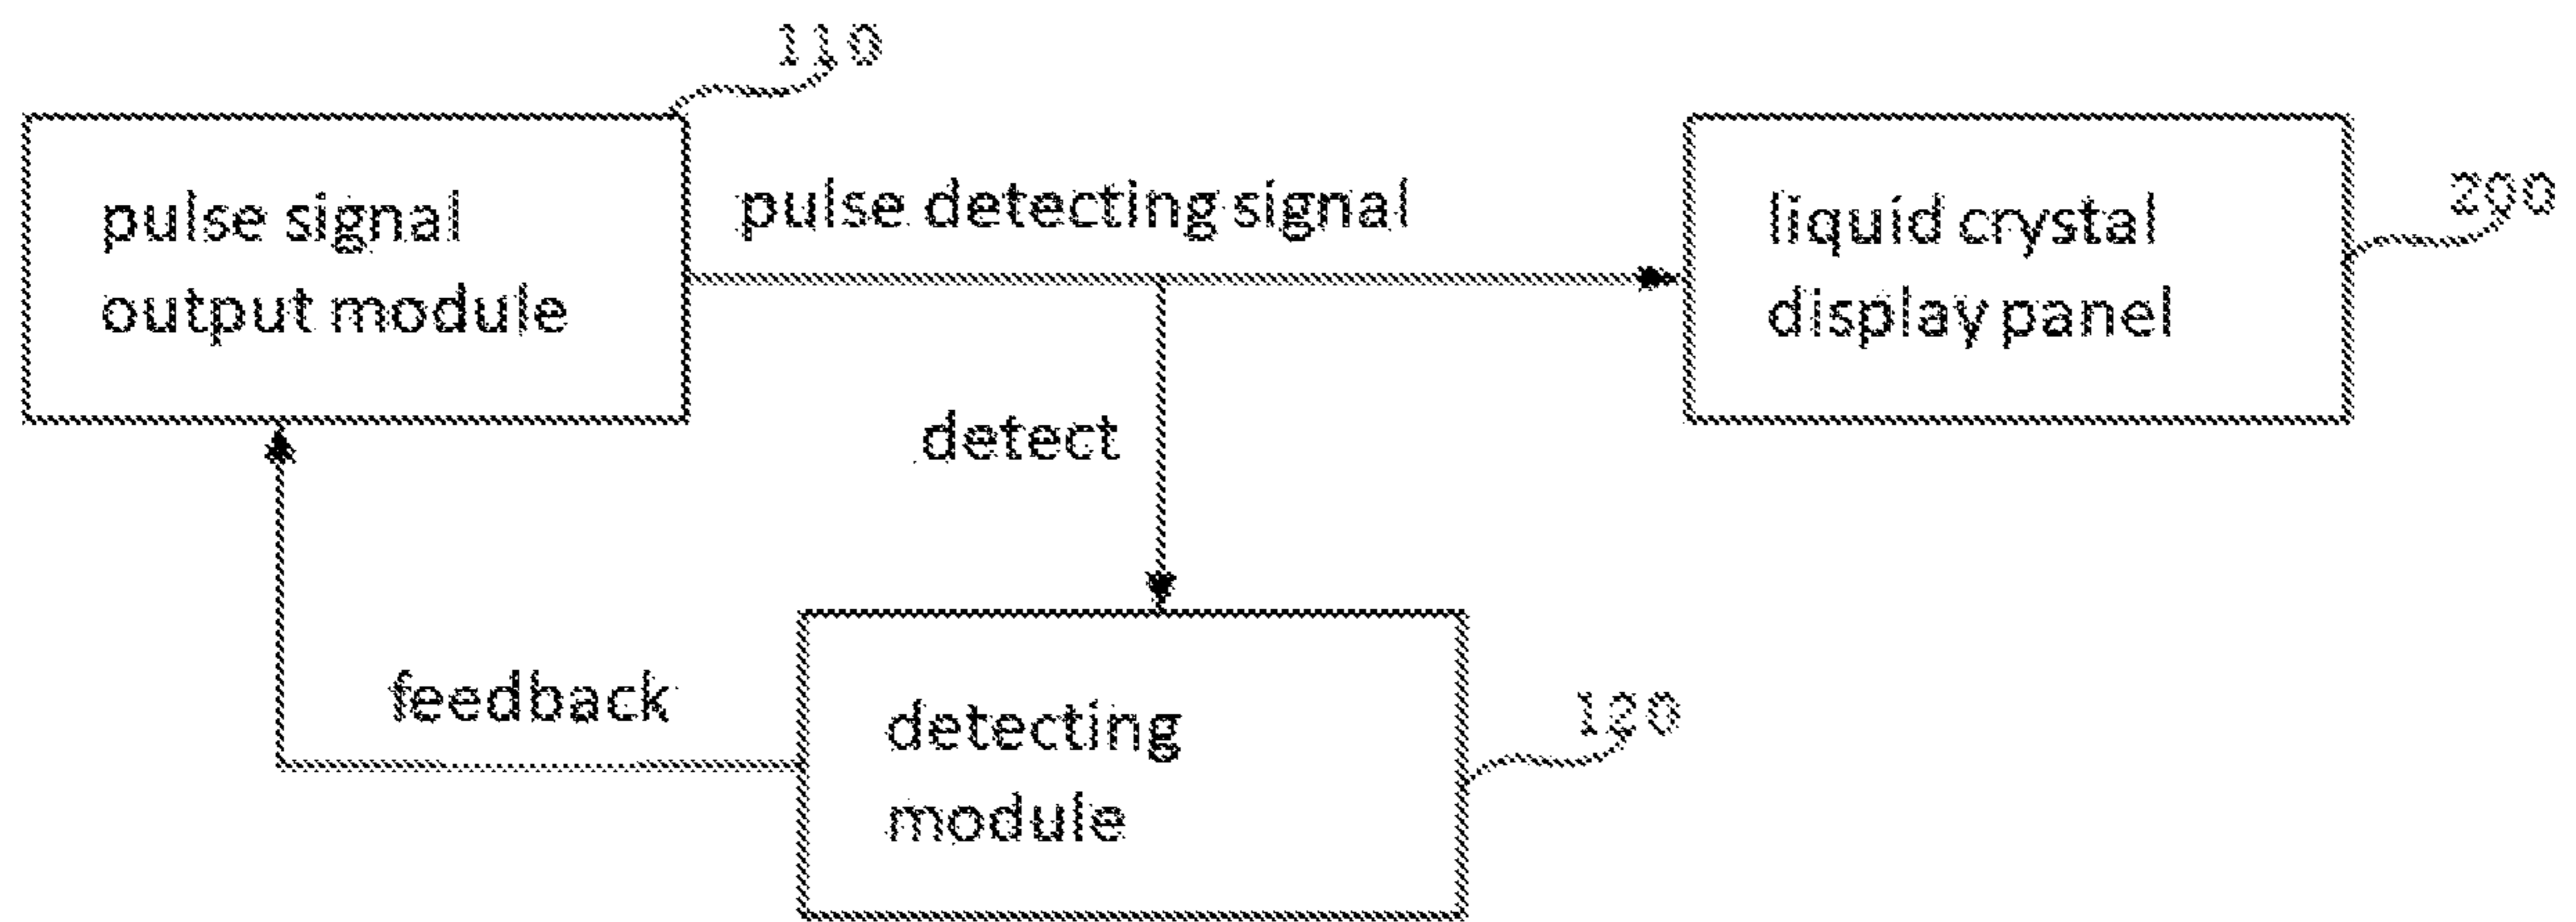 110
pulse signal
output module
pulse detecting signal
liquid crystal
display panel
200
detect
feedback
detecting
module
120